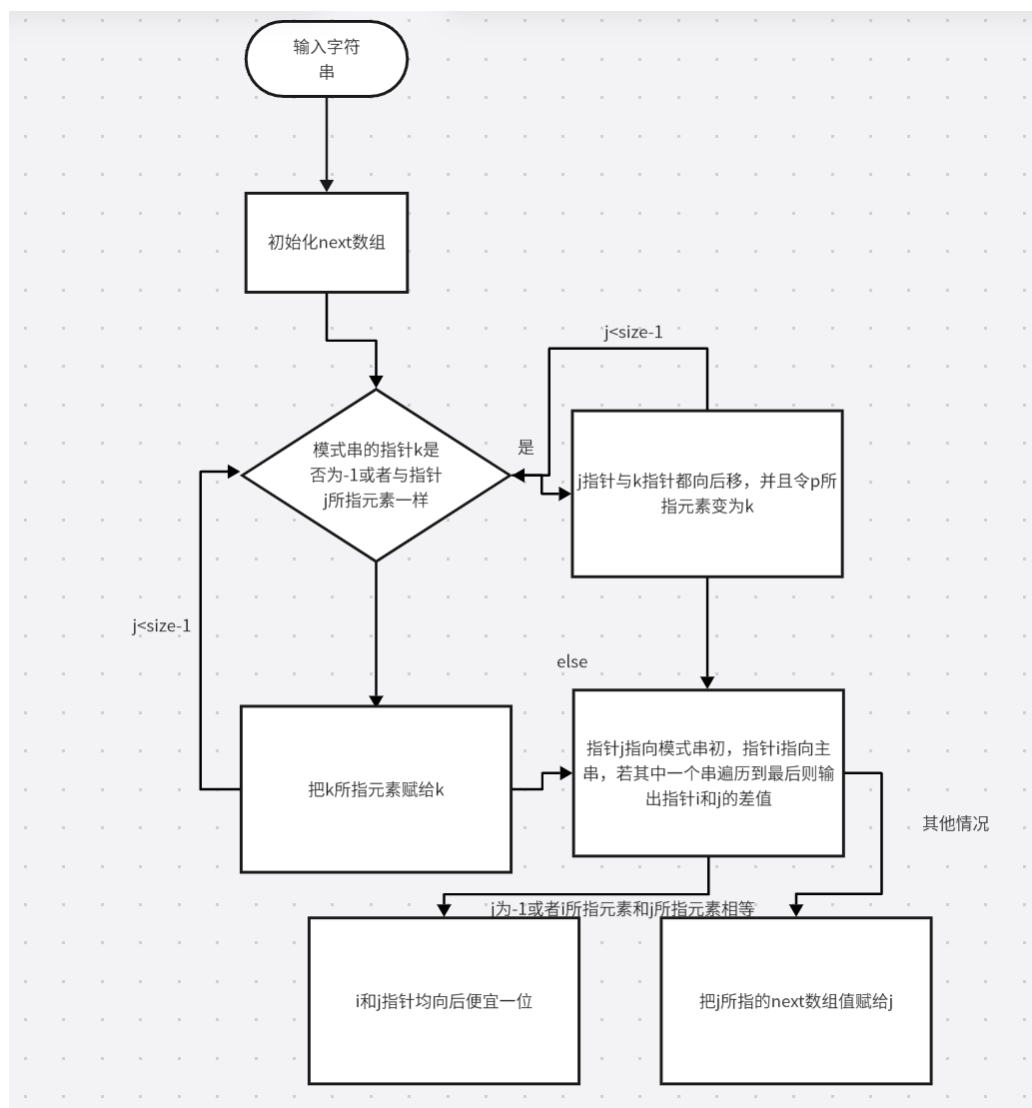 输入字符
串
初始化next数组
j<size-1
模式串的指针k是
否为-1或者与指针
j所指元素一样
是
j指针与k指针都向后移，并且令p所
指元素变为k
j<size-1
else
把k所指元素赋给k
指针j指向模式串初，指针i指向主
串，若其中一个串遍历到最后则输
出指针i和j的差值
其他情况
j为-1或者i所指元素和j所指元素相等
i和j指针均向后便宜一位
把j所指的next数组值赋给j